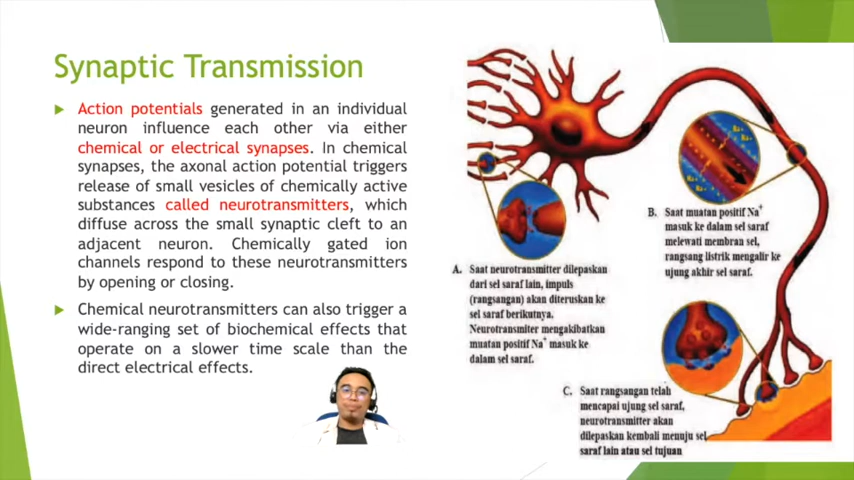 Synaptic Transmission
Action potentials generated in an individual
neuron influence each other via either
chemical or electrical synapses. In chemical
synapses, the axonal action potential triggers
release of small vesicles of chemically active
substances called neurotransmitters, which
diffuse across the small synaptic cleft to an
adjacent neuron. Chemically gated ion
channels respond to these neurotransmitters
by opening or closing.
Chemical neurotransmitters can also trigger a
wide-ranging set of biochemical effects that
operate on a slower time scale than the
direct electrical effects.
A. Saat neurotransmitter dilepaskan
dari sel saraf lain, impuls
(rangsangan) akan diteruskan ke
sel saraf berikutnya.
Neurotransmiter mengakibatkan
muatan positif Na+ masuk ke
dalam sel saraf.
B. Saat muatan positif Na+
masuk ke dalam sel saraf
melewati membran sel,
rangsang listrik mengalir ke
ujung akhir sel saraf.
C. Saat rangsangan telah
mencapai ujung sel saraf,
neurotransmiter akan
dilepaskan kembali menuju sel
saraf lain atau sel tujuan